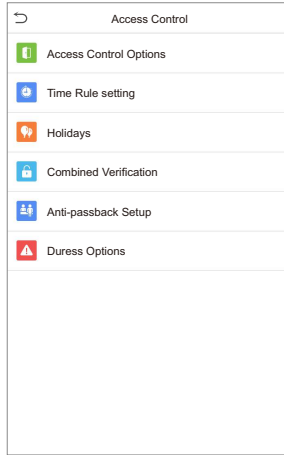 Access Control
Access Control Options
Time Rule setting
Holidays
Combined Verification
Anti-passback Setup
Duress Options